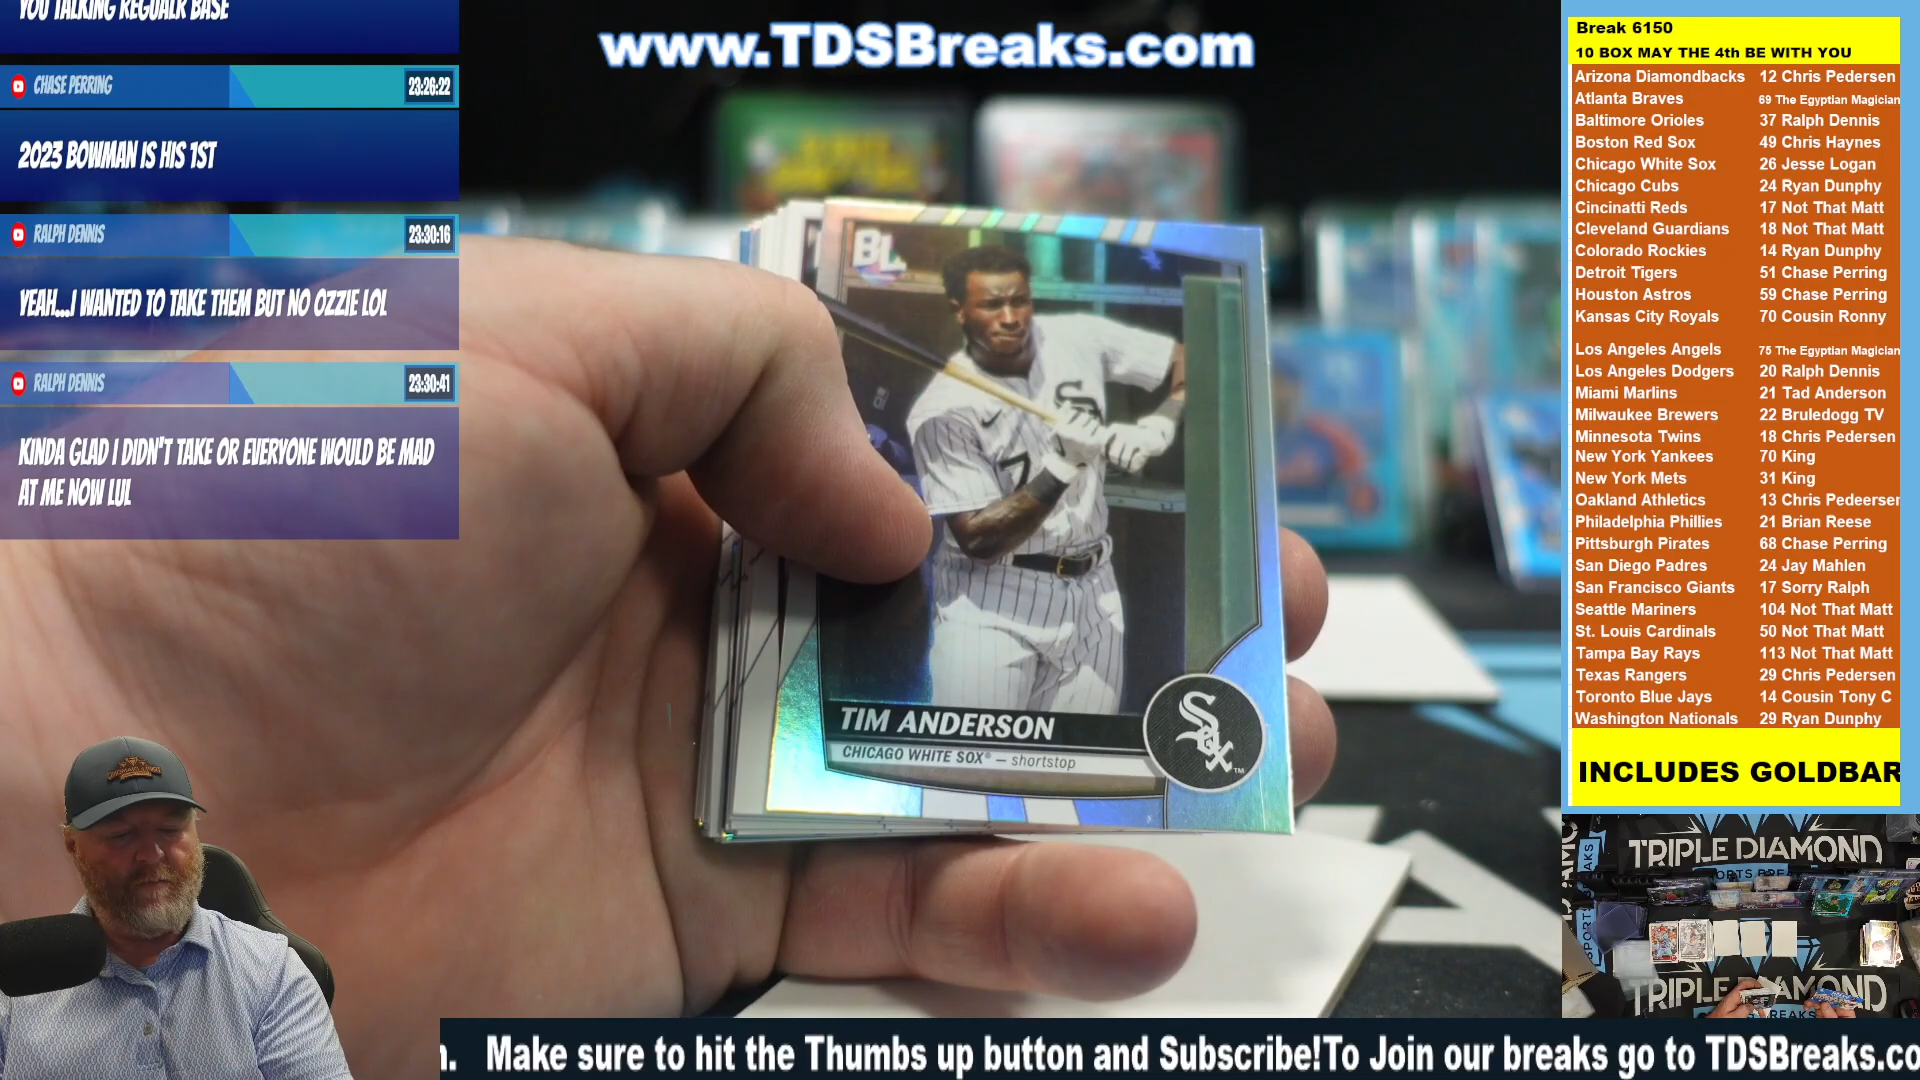 YOU TALKING REGUALR BASE
CHASE PERRING
23:26:22
2023 BOWMAN IS HIS 1ST
RALPH DENNIS
23:30:16
YEAH...I WANTED TO TAKE THEM BUT NO OZZIE LOL
RALPH DENNIS
23:30:41
KINDA GLAD I DIDN'T TAKE OR EVERYONE WOULD BE MAD
AT ME NOW LUL
www.TDSBreaks.com
BL
TIM ANDERSON
CHICAGO WHITE SOX® — shortstop
Sox
Break 6150
10 BOX MAY THE 4th BE WITH YOU
Arizona Diamondbacks 12 Chris Pedersen
Atlanta Braves 69 The Egyptian Magician
Baltimore Orioles 37 Ralph Dennis
Boston Red Sox 49 Chris Haynes
Chicago White Sox 26 Jesse Logan
Chicago Cubs 24 Ryan Dunphy
Cincinatti Reds 17 Not That Matt
Cleveland Guardians 18 Not That Matt
Colorado Rockies 14 Ryan Dunphy
Detroit Tigers 51 Chase Perring
Houston Astros 59 Chase Perring
Kansas City Royals 70 Cousin Ronny
Los Angeles Angels 75 The Egyptian Magician
Los Angeles Dodgers 20 Ralph Dennis
Miami Marlins 21 Tad Anderson
Milwaukee Brewers 22 Bruledogg TV
Minnesota Twins 18 Chris Pedersen
New York Yankees 70 King
New York Mets 31 King
Oakland Athletics 13 Chris Pedeerser
Philadelphia Phillies 21 Brian Reese
Pittsburgh Pirates 68 Chase Perring
San Diego Padres 24 Jay Mahlen
San Francisco Giants 17 Sorry Ralph
Seattle Mariners 104 Not That Matt
St. Louis Cardinals 50 Not That Matt
Tampa Bay Rays 113 Not That Matt
Texas Rangers 29 Chris Pedersen
Toronto Blue Jays 14 Cousin Tony C
Washington Nationals 29 Ryan Dunphy
INCLUDES GOLDBAR
TRIPLE DIAMOND
TRIPLE DIAMOND
BREAKS
Make sure to hit the Thumbs up button and Subscribe!To Join our breaks go to TDSBreaks.co